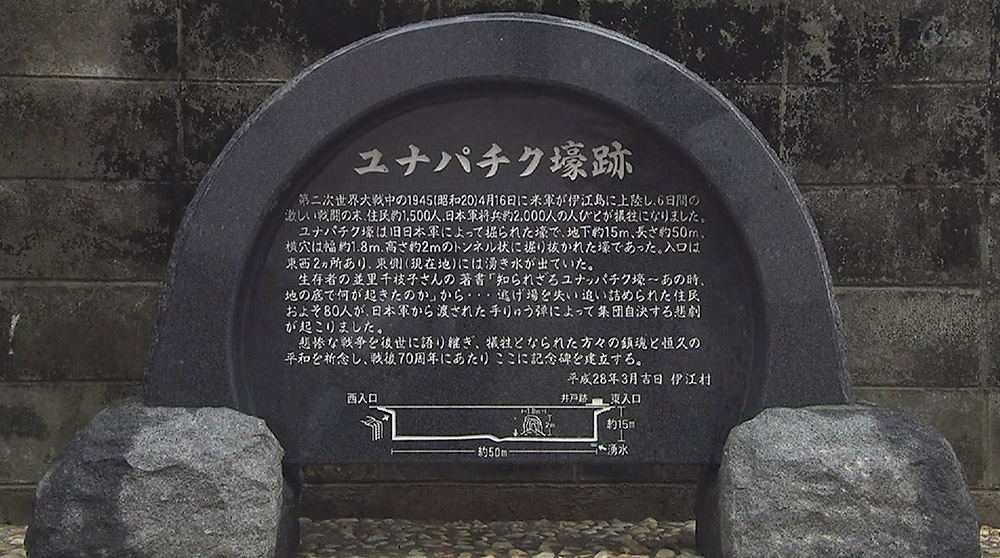 ユナパチク壕跡
第二次世界大戦中の1945(昭和20)4月16日に米軍が伊江島に上陸し、6日間の
激しい戦闘の末、住民約1,500人、日本軍将兵約2,000人の人びとが犠牲になりました。
ユナパチク壕は旧日本軍によって掘られた壕で、地下約15m、長さ約50m、
横穴は幅約1.8m、高さ約2mのトンネル状に掘り抜かれた壕であった。入口は
東西2ヵ所あり、東側(現在地)には湧き水が出ていた。
生存者の並里千枝子さんの著書「知られざるユナッパチク壕〜あの時、
地の底で何が起きたのか」から・・・逃げ場を失い追い詰められた住民
およそ80人が、日本軍から渡された手りゅう弾によって集団自決する悲劇
が起こりました。
悲惨な戦争を後世に語り継ぎ、犠牲となられた方々の鎮魂と恒久の
平和を祈念し、戦後70周年にあたりここに記念碑を建立する。
平成28年3月吉日 伊江村
西入口 井戸跡 東入口
1.8m
2m
約15m
約50m
湧水